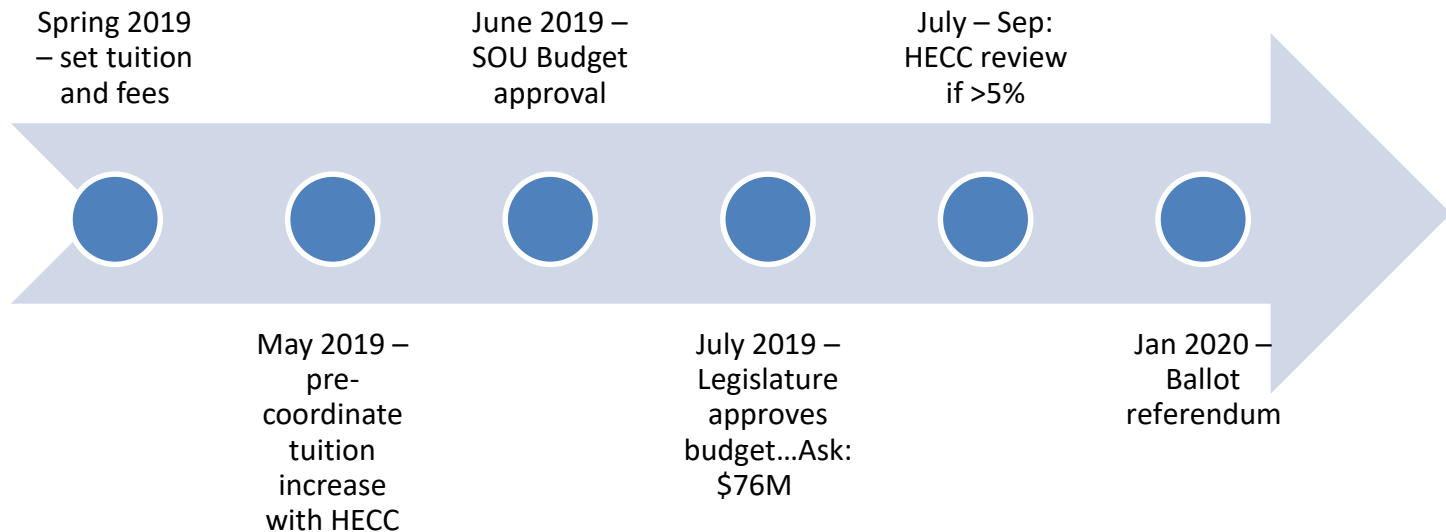 Spring 2019
– set tuition
and fees
May 2019 –
pre-
coordinate
tuition
increase
with HECC
June 2019 –
SOU Budget
approval
July 2019 –
Legislature
approves
budget...Ask:
$76M
July – Sep:
HECC review
if >5%
Jan 2020 –
Ballot
referendum